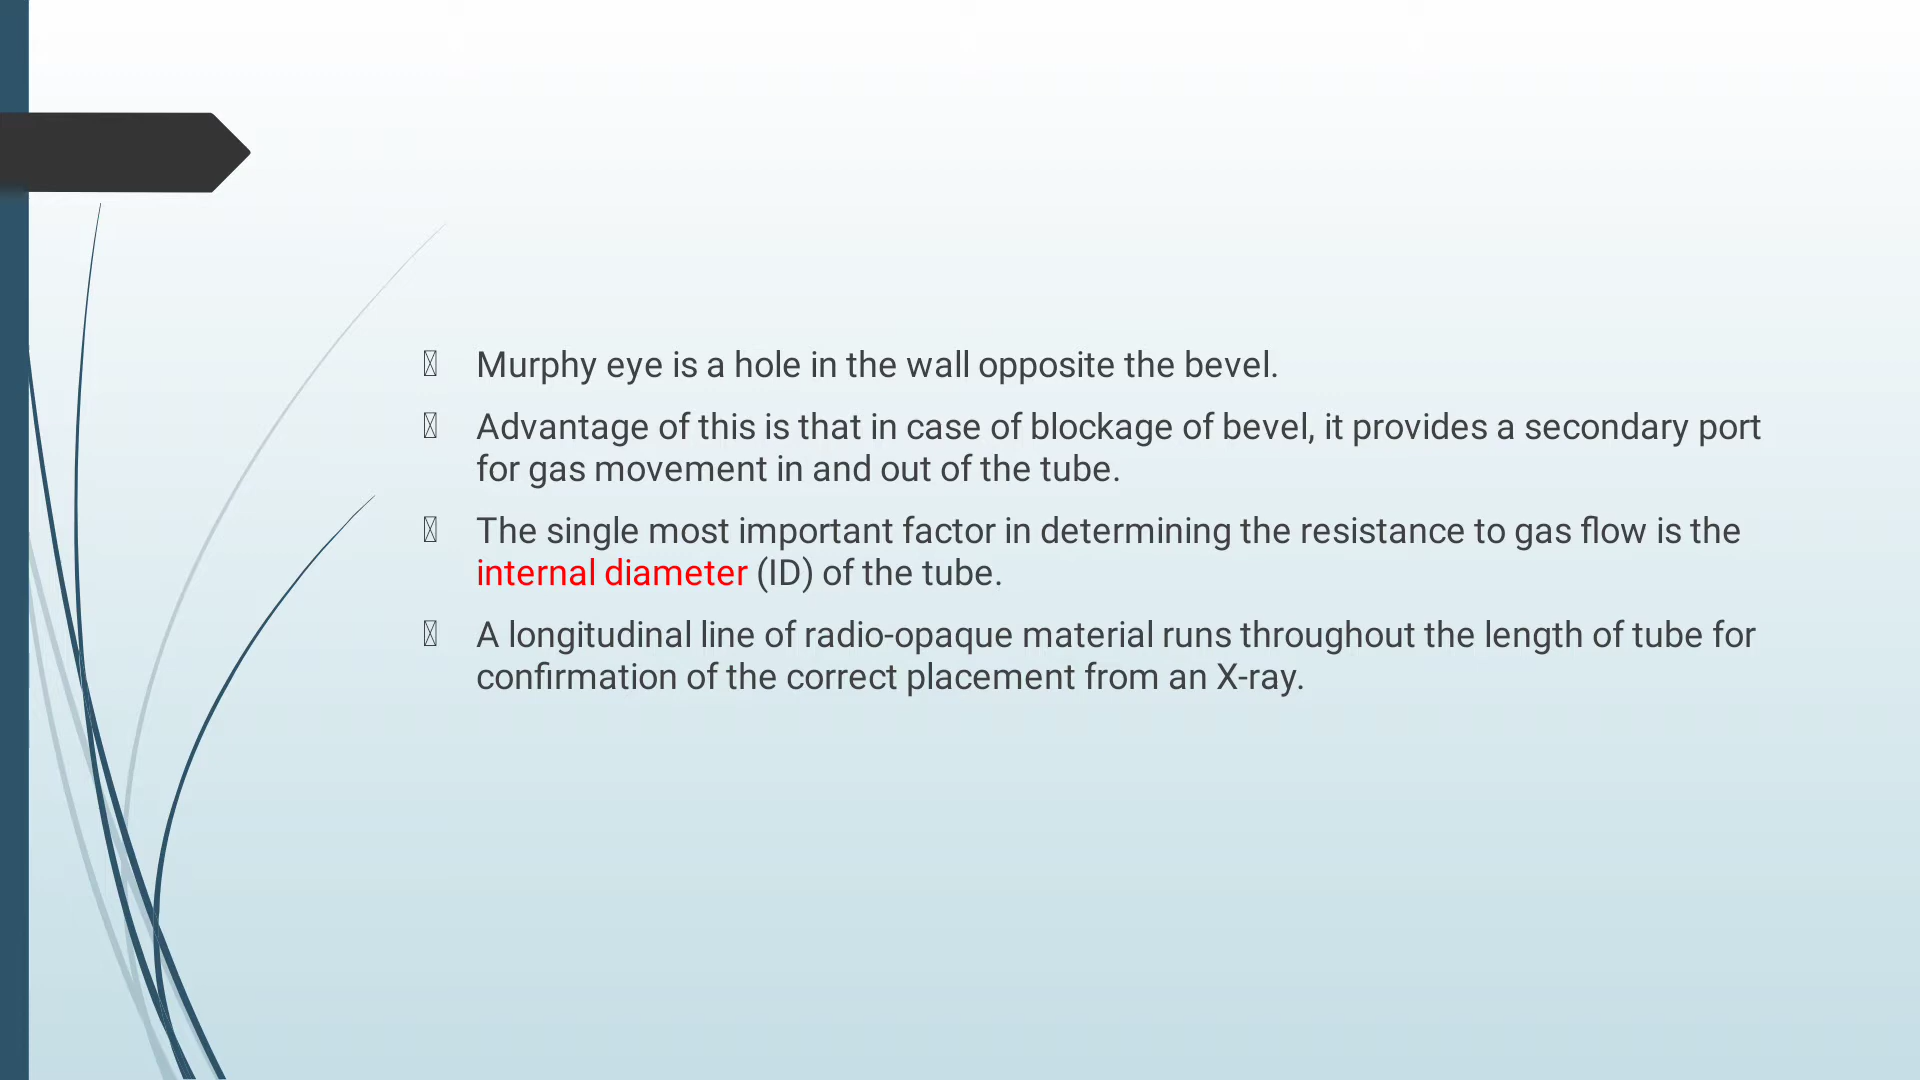 Murphy eye is a hole in the wall opposite the bevel.
Advantage of this is that in case of blockage of bevel, it provides a secondary port
for gas movement in and out of the tube.
The single most important factor in determining the resistance to gas flow is the
internal diameter (ID) of the tube.
A longitudinal line of radio-opaque material runs throughout the length of tube for
confirmation of the correct placement from an X-ray.